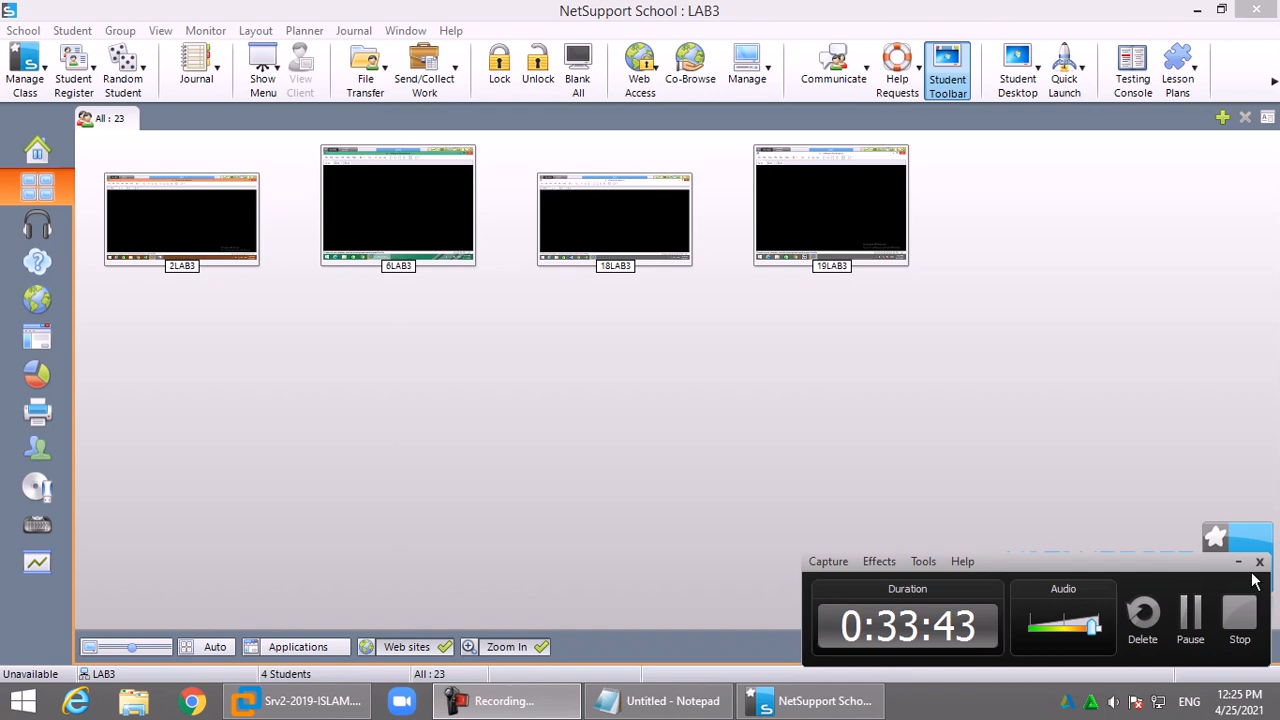 NetSupport School : LAB3
School Student Group View Monitor Layout Planner Journal Window Help
Manage Class Student Register Random Student Journal Show Menu View Client File Transfer Send/Collect Work Lock Unlock Blank All Web Access Co-Browse Manage Communicate Help Requests Student Toolbar Student Desktop Quick Launch Testing Console Lesson Plans
All : 23
2LAB3 6LAB3 18LAB3 19LAB3
Capture Effects Tools Help
Duration Audio
0:33:43
Delete Pause Stop
Auto Applications Web sites Zoom In
Unavailable LAB3 4 Students All : 23
Srv2-2019-ISLAM.... Recording... Untitled - Notepad NetSupport Schoo... ENG 12:25 PM
4/25/2021